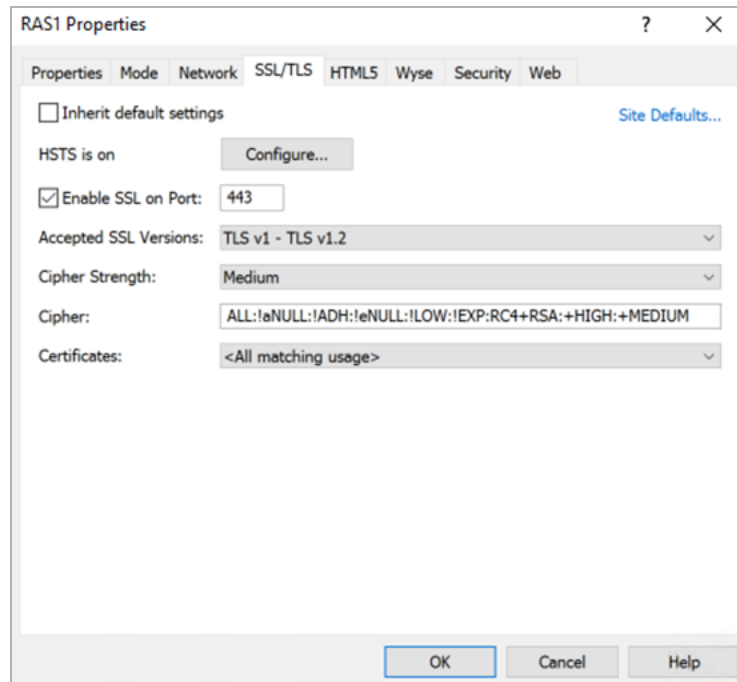 RAS1 Properties
Properties Mode Network SSL/TLS HTML5 Wyse Security Web
Inherit default settings Site Defaults...
HSTS is on Configure...
Enable SSL on Port: 443
Accepted SSL Versions: TLS v1 - TLS v1.2
Cipher Strength: Medium
Cipher: ALL:!aNULL:!ADH:!eNULL:!LOW:!EXP:RC4+RSA:+HIGH:+MEDIUM
Certificates: <All matching usage>
OK Cancel Help